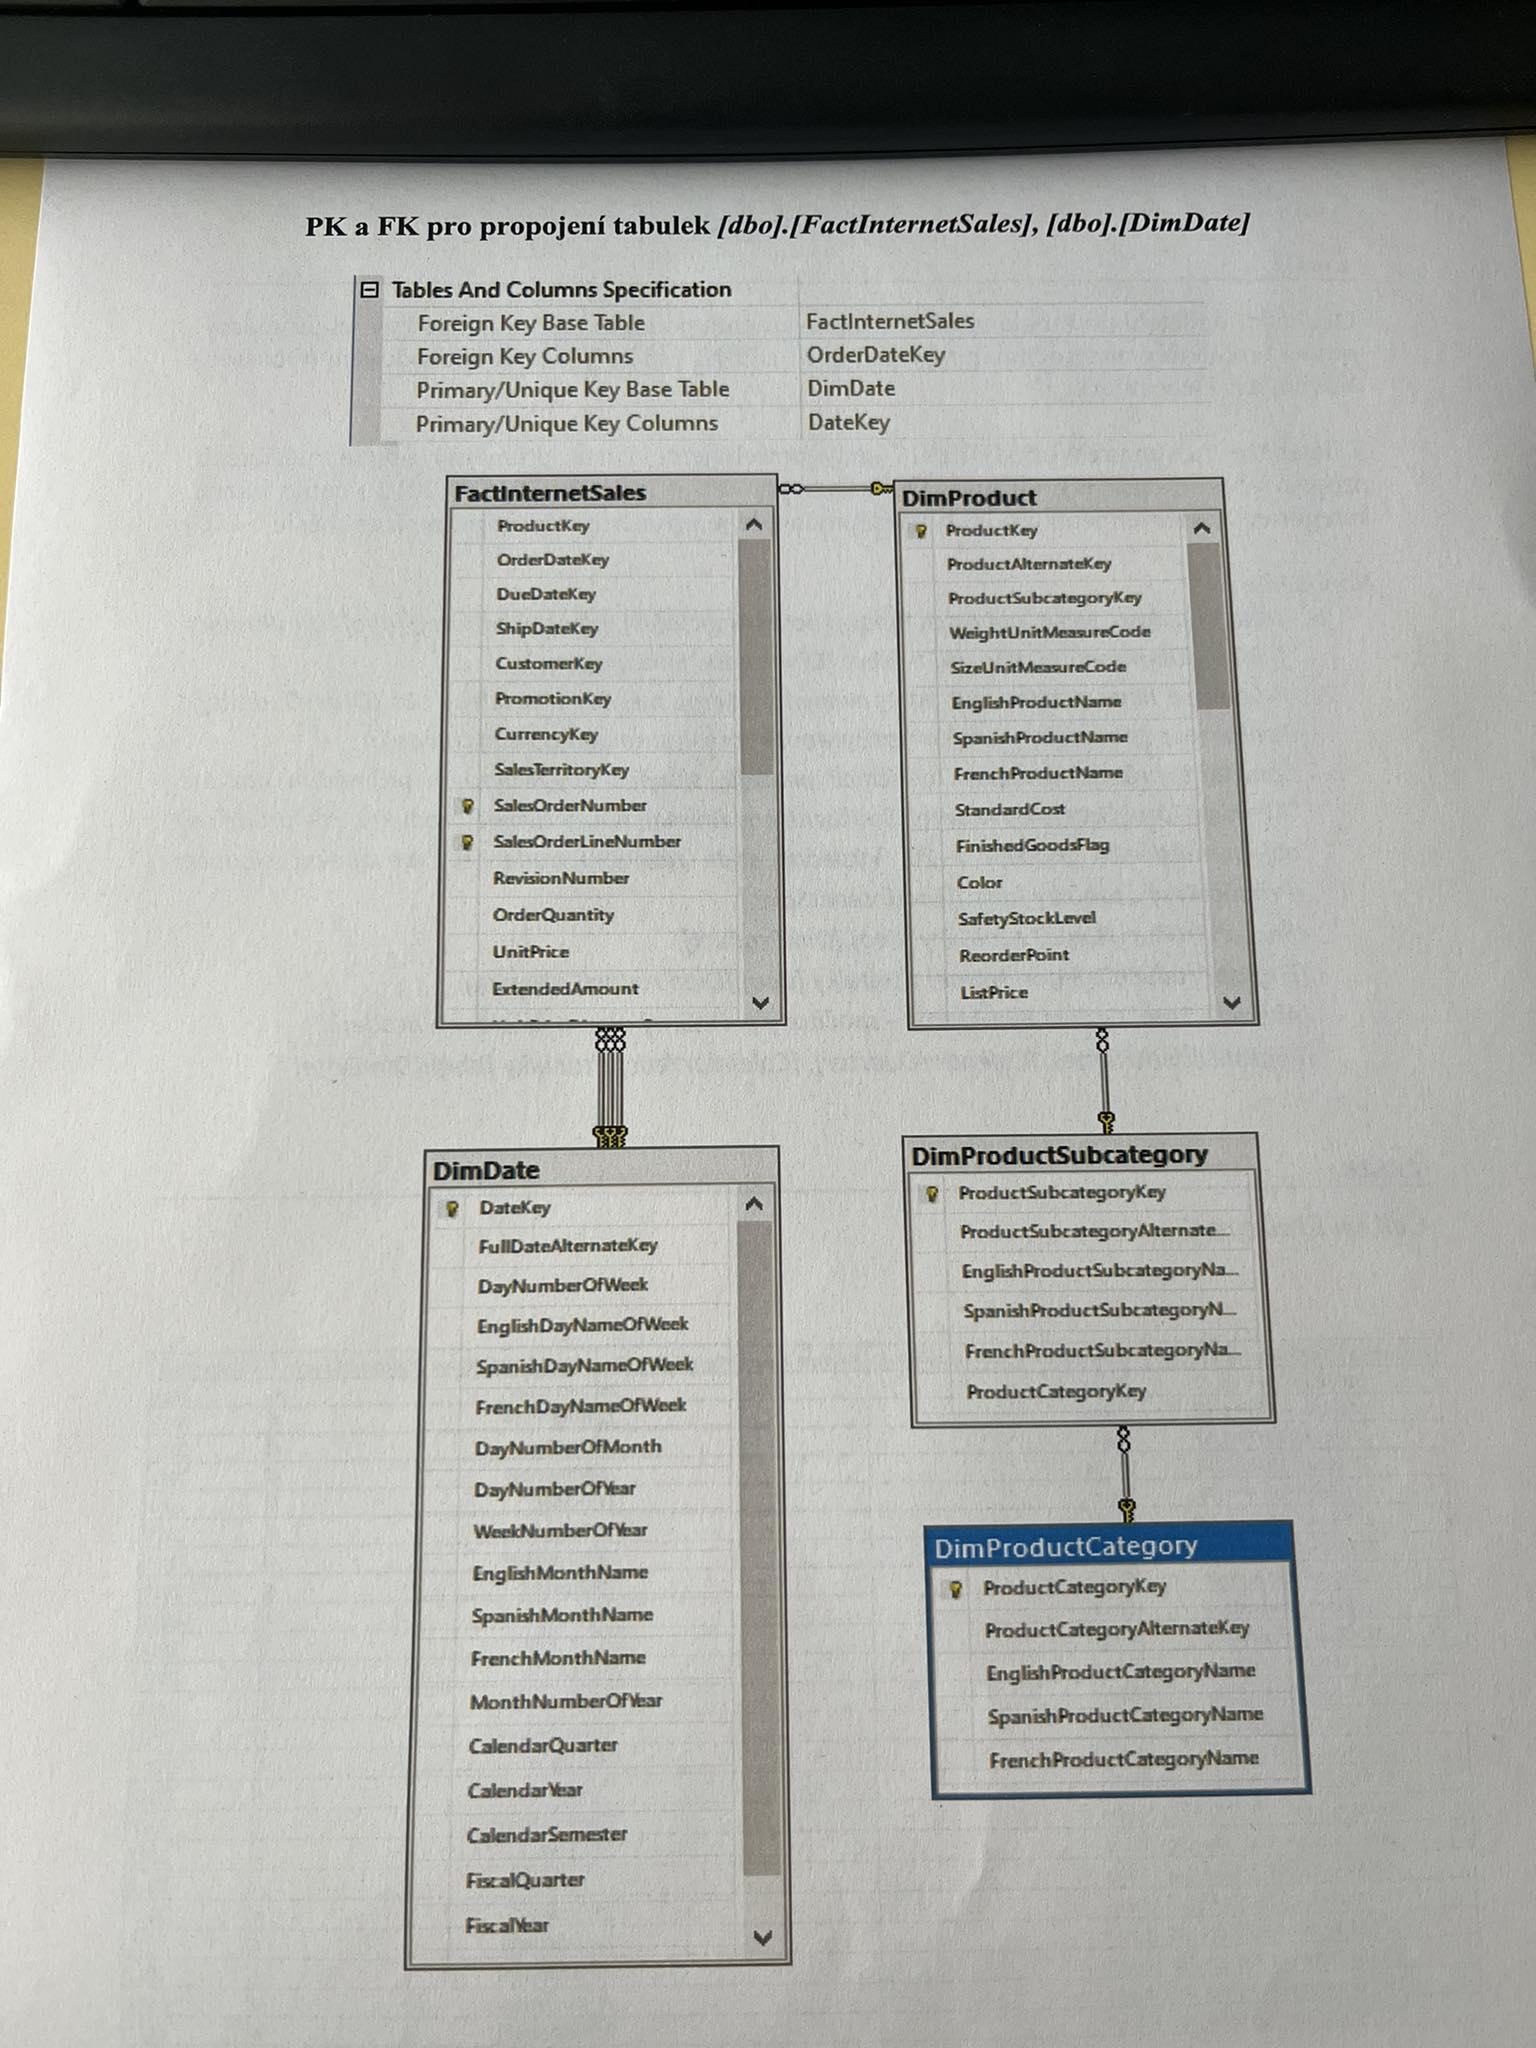 PK a FK pro propojení tabulek [dbo].[FactInternetSales], [dbo].[DimDate]
Tables And Columns Specification
Foreign Key Base Table FactInternetSales
Foreign Key Columns OrderDateKey
Primary/Unique Key Base Table DimDate
Primary/Unique Key Columns DateKey
FactInternetSales
ProductKey
OrderDateKey
DueDateKey
ShipDateKey
CustomerKey
PromotionKey
CurrencyKey
SalesTerritoryKey
SalesOrderNumber
SalesOrderLineNumber
RevisionNumber
OrderQuantity
UnitPrice
ExtendedAmount
DimProduct
ProductKey
ProductAlternateKey
ProductSubcategoryKey
WeightUnitMeasureCode
SizeUnitMeasureCode
EnglishProductName
SpanishProductName
FrenchProductName
StandardCost
FinishedGoodsFlag
Color
SafetyStockLevel
ReorderPoint
ListPrice
DimDate
DateKey
FullDateAlternateKey
DayNumberOfWeek
EnglishDayNameOfWeek
SpanishDayNameOfWeek
FrenchDayNameOfWeek
DayNumberOfMonth
DayNumberOfYear
WeekNumberOfYear
EnglishMonthName
SpanishMonthName
FrenchMonthName
MonthNumberOfYear
CalendarQuarter
CalendarYear
CalendarSemester
FiscalQuarter
FiscalYear
DimProductSubcategory
ProductSubcategoryKey
ProductSubcategoryAlternate...
EnglishProductSubcategoryNa...
SpanishProductSubcategoryN...
FrenchProductSubcategoryNa...
ProductCategoryKey
DimProductCategory
ProductCategoryKey
ProductCategoryAlternateKey
EnglishProductCategoryName
SpanishProductCategoryName
FrenchProductCategoryName